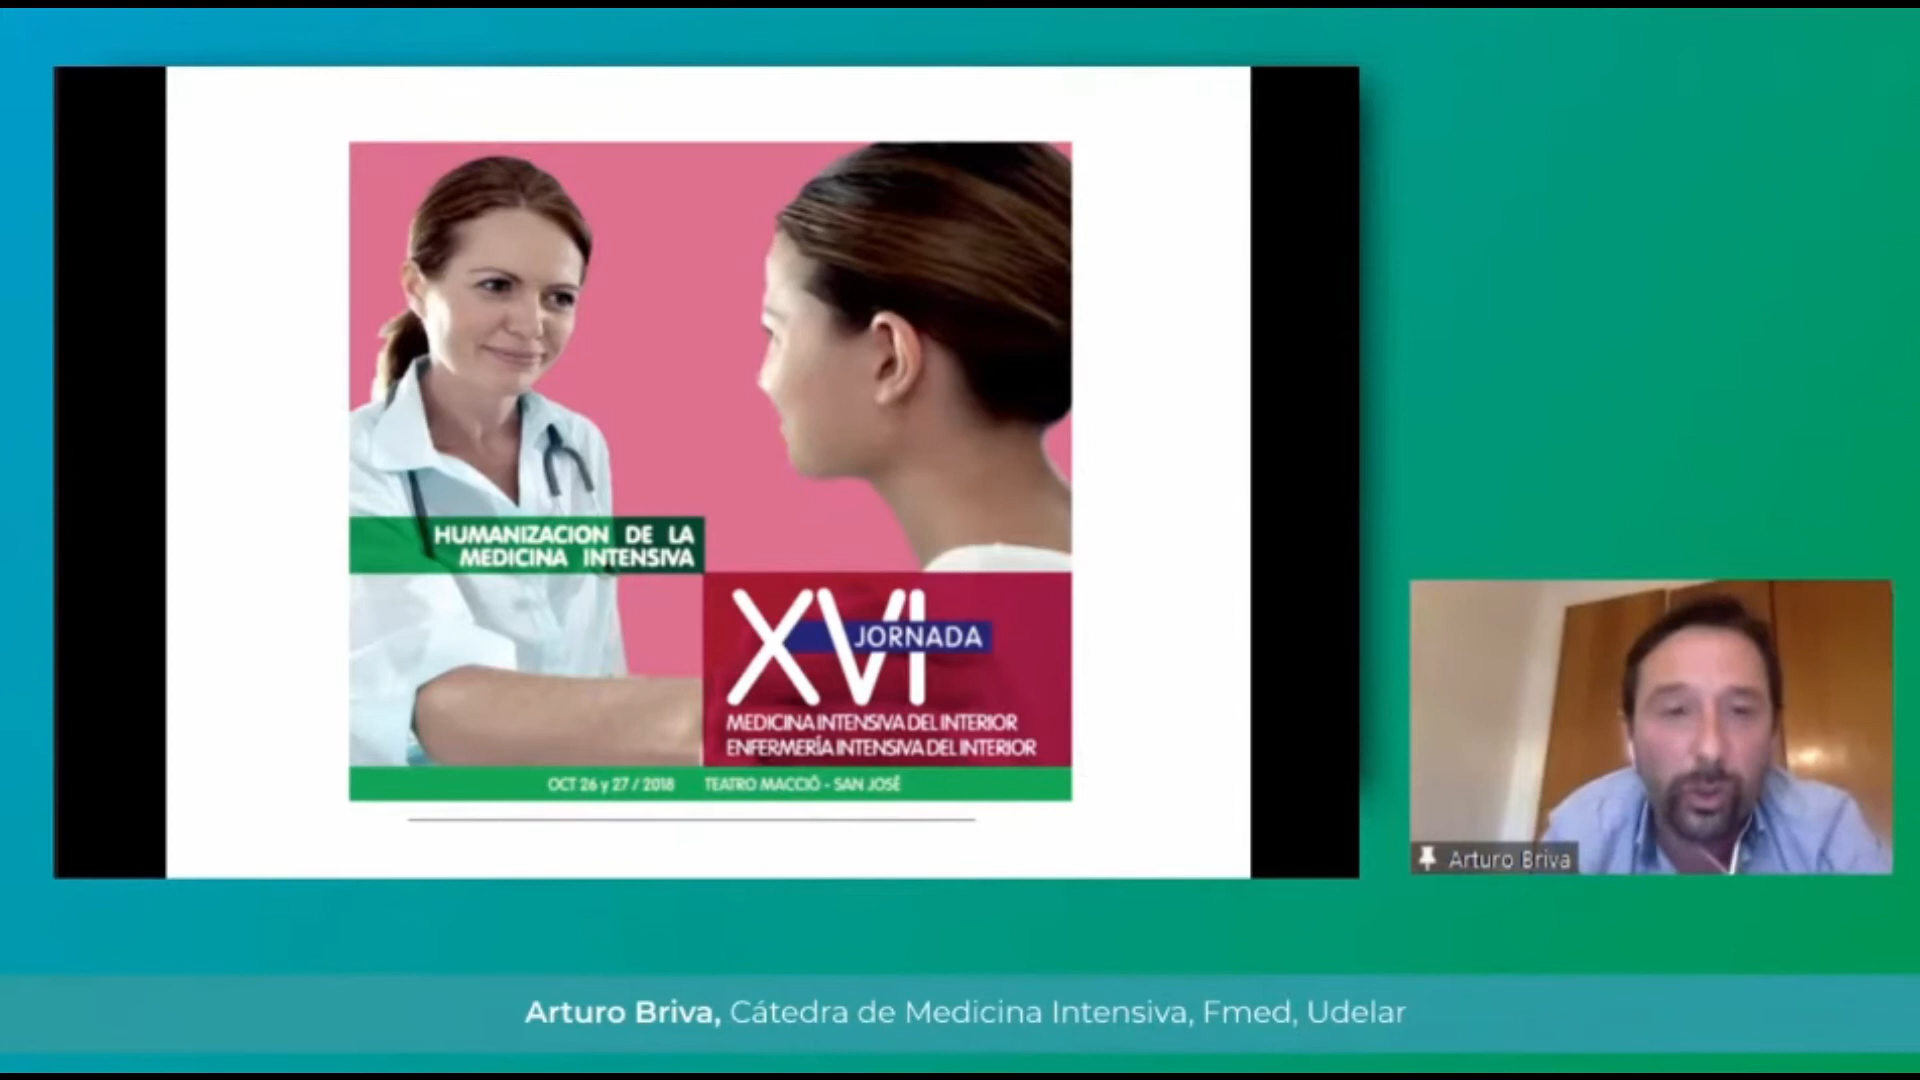 HUMANIZACION DE LA
MEDICINA INTENSIVA
XVI
JORNADA
MEDICINA INTENSIVA DEL INTERIOR
ENFERMERÍA INTENSIVA DEL INTERIOR
OCT 26 y 27 / 2018 TEATRO MACCIÓ - SAN JOSÉ
Arturo Briva
Arturo Briva, Cátedra de Medicina Intensiva, Fmed, Udelar